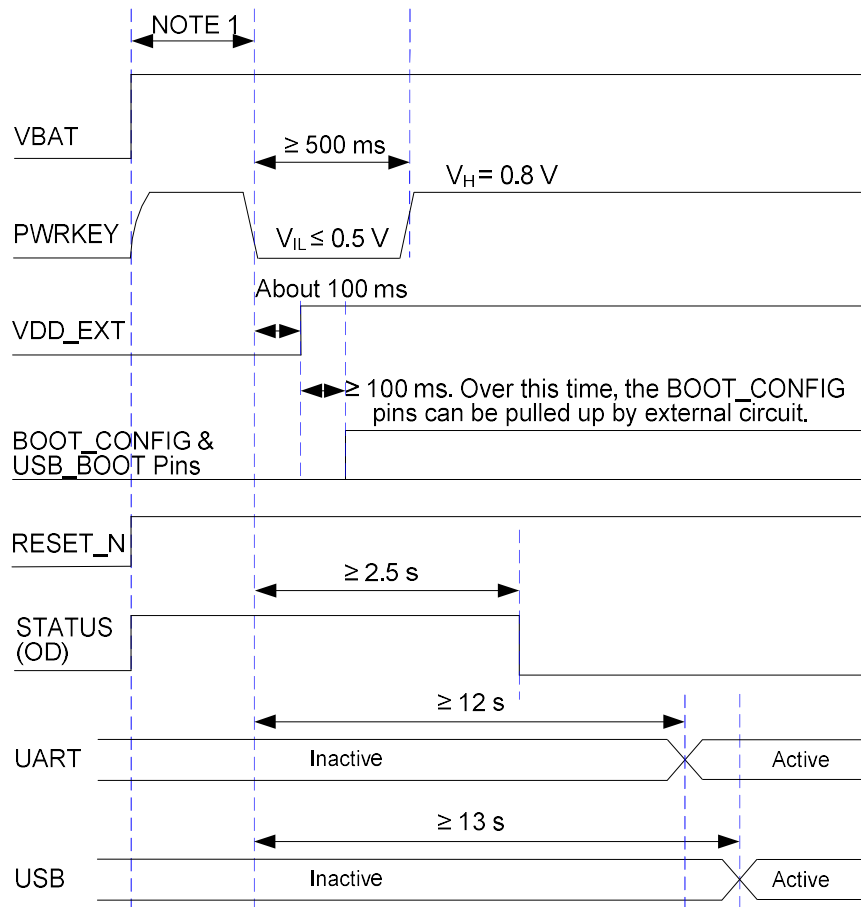 NOTE 1
VBAT
≥ 500 ms
VH = 0.8 V
PWRKEY
VIL ≤ 0.5 V
About 100 ms
VDD_EXT
≥ 100 ms. Over this time, the BOOT_CONFIG
pins can be pulled up by external circuit.
BOOT_CONFIG &
USB_BOOT Pins
RESET_N
≥ 2.5 s
STATUS
(OD)
≥ 12 s
UART
Inactive
Active
≥ 13 s
USB
Inactive
Active